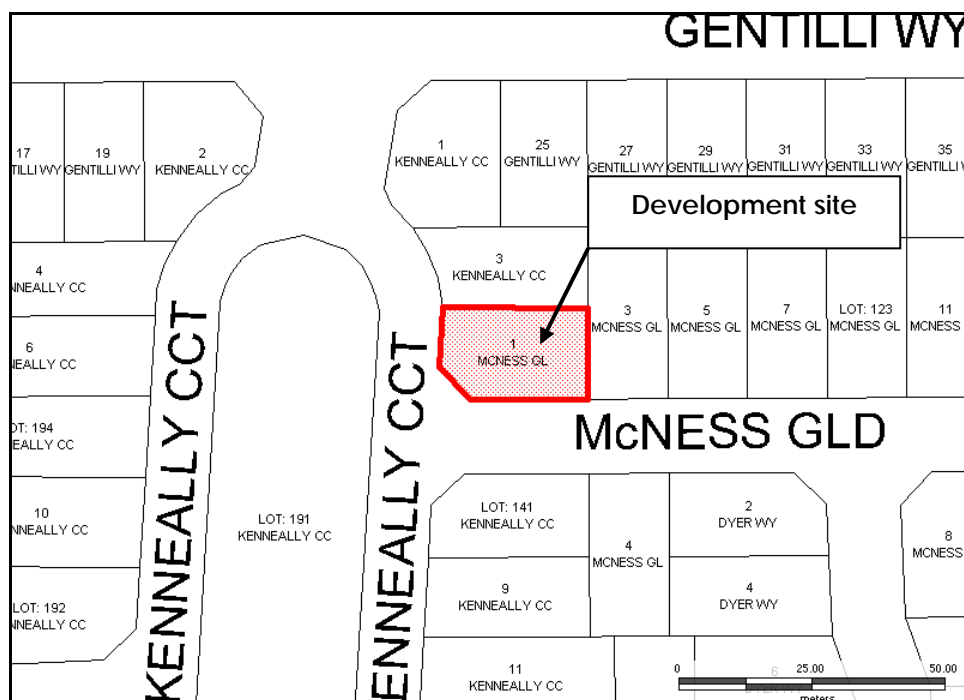 GENTILLI WY
17
TILLI WY
19
GENTILLI WY
2
KENNEALLY CC
1
KENNEALLY CC
25
GENTILLI WY
27
GENTILLI WY
29
GENTILLI WY
31
GENTILLI WY
33
GENTILLI WY
35
GENTILLI
Development site
4
NNEALLY CC
3
KENNEALLY CC
6
NEALLY CC
1
MCNESS GL
3
MCNESS GL
5
MCNESS GL
7
MCNESS GL
LOT: 123
MCNESS GL
11
MCNESS
KENNEALLY CCT
KENNEALLY CCT
McNESS GLD
OT: 194
EALLY CC
10
NNEALLY CC
LOT: 192
NNEALLY CC
LOT: 191
KENNEALLY CC
LOT: 141
KENNEALLY CC
9
KENNEALLY CC
11
KENNEALLY CC
4
MCNESS GL
2
DYER WY
4
DYER WY
8
MCNESS
6
DYER WY
0 25.00 50.00
meters